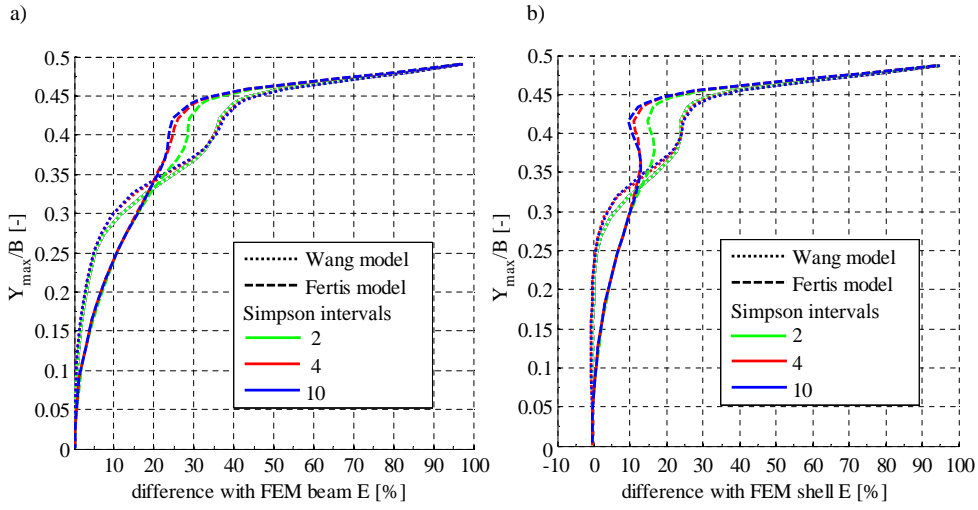 a)
0.5
0.45
0.4
0.35
0.3
0.25
0.2
0.15
0.1
0.05
0
Y_max/B [-]
Wang model
Fertis model
Simpson intervals
2
4
10
10 20 30 40 50 60 70 80 90 100
difference with FEM beam E [%]
b)
0.5
0.45
0.4
0.35
0.3
0.25
0.2
0.15
0.1
0.05
0
Y_max/B [-]
Wang model
Fertis model
Simpson intervals
2
4
10
-10 0 10 20 30 40 50 60 70 80 90 100
difference with FEM shell E [%]